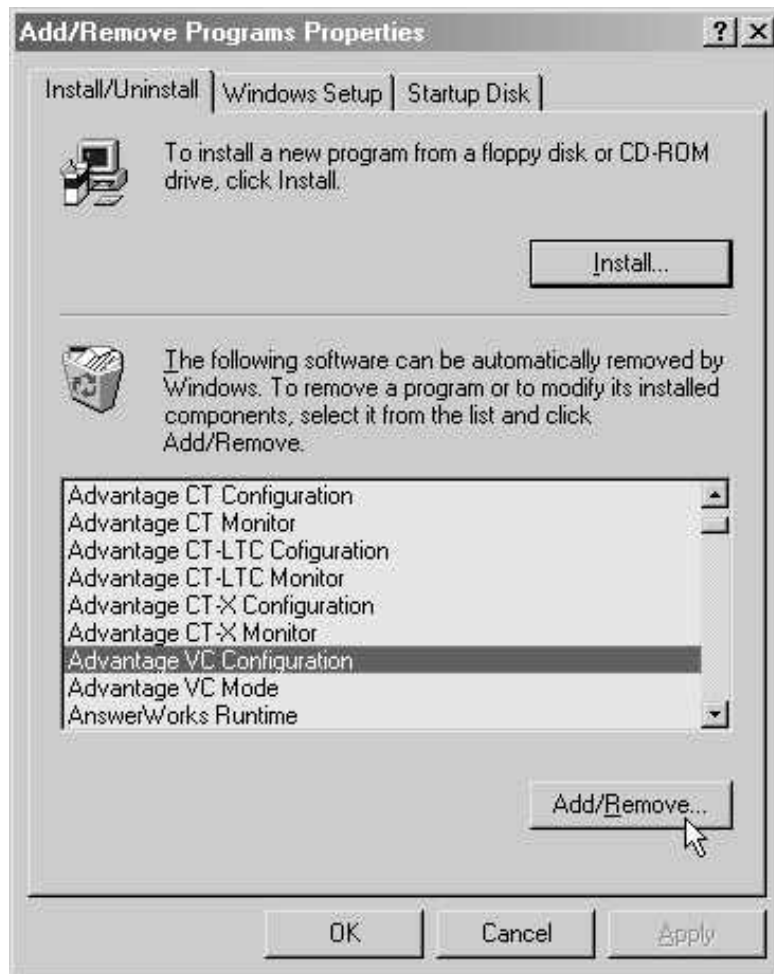 Add/Remove Programs Properties
Install/Uninstall
Windows Setup
Startup Disk
To install a new program from a floppy disk or CD-ROM
drive, click Install.
Install...
The following software can be automatically removed by
Windows. To remove a program or to modify its installed
components, select it from the list and click
Add/Remove.
Advantage CT Configuration
Advantage CT Monitor
Advantage CT-LTC Cofiguration
Advantage CT-LTC Monitor
Advantage CT-X Configuration
Advantage CT-X Monitor
Advantage VC Configuration
Advantage VC Mode
AnswerWorks Runtime
Add/Remove...
OK
Cancel
Apply